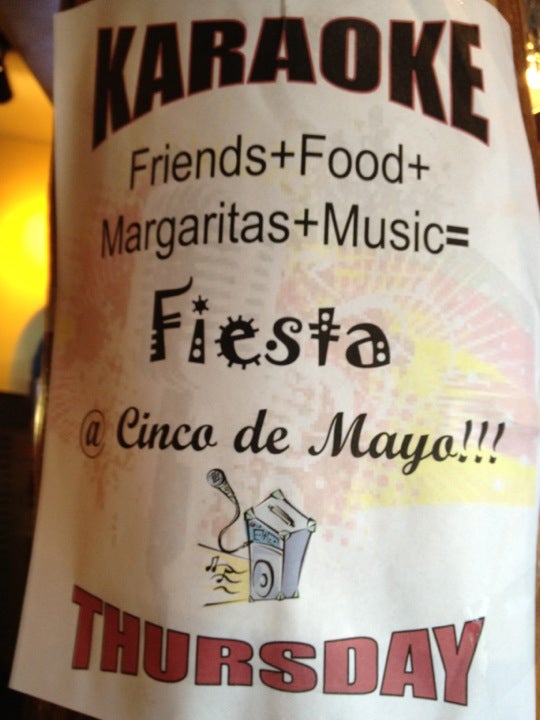 KARAOKE
Friends+Food+
Margaritas+Music=
Fiesta
@ Cinco de Mayo!!!
THURSDAY